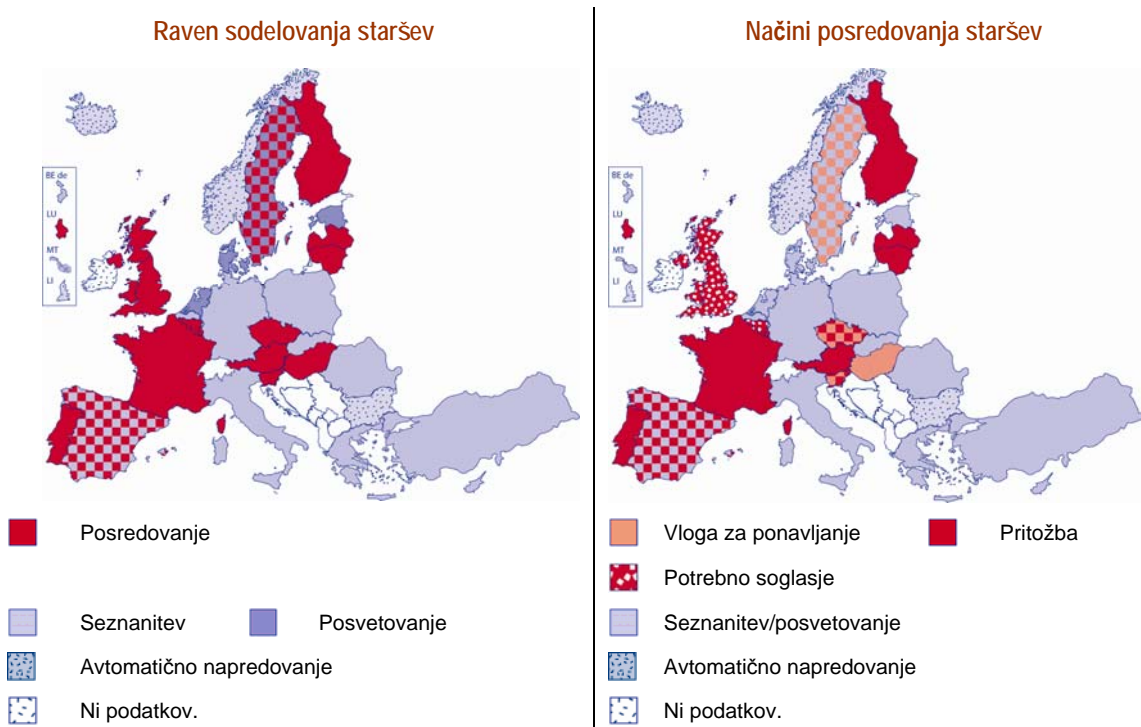 Raven sodelovanja staršev
BE de
LU
MT
LI
Posredovanje
Seznanitev
Posvetovanje
Avtomatično napredovanje
Ni podatkov.
Načini posredovanja staršev
BE de
LU
MT
LI
Vloga za ponavljanje
Pritožba
Potrebno soglasje
Seznanitev/posvetovanje
Avtomatično napredovanje
Ni podatkov.